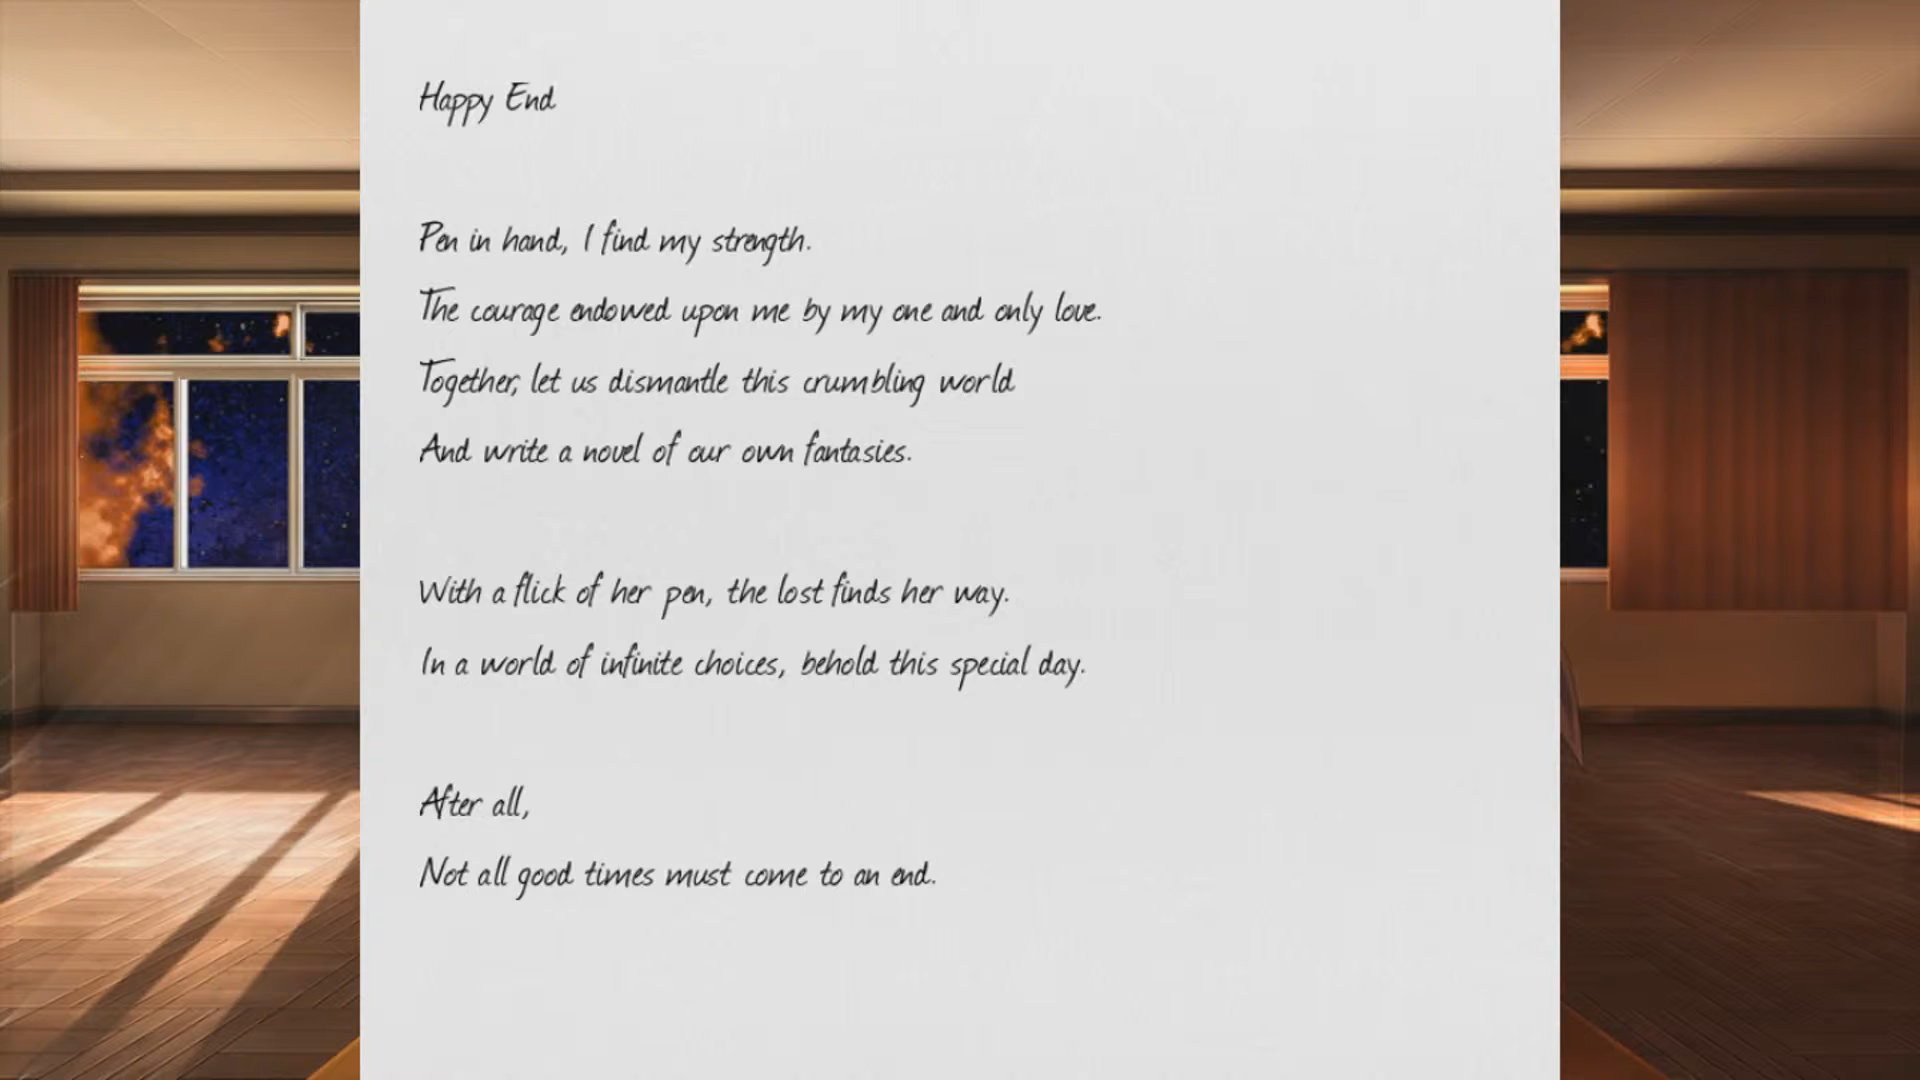 Happy End
Pen in hand, I find my strength.
The courage endowed upon me by my one and only love.
Together, let us dismantle this crumbling world
And write a novel of our own fantasies.
With a flick of her pen, the lost finds her way.
In a world of infinite choices, behold this special day.
After all,
Not all good times must come to an end.